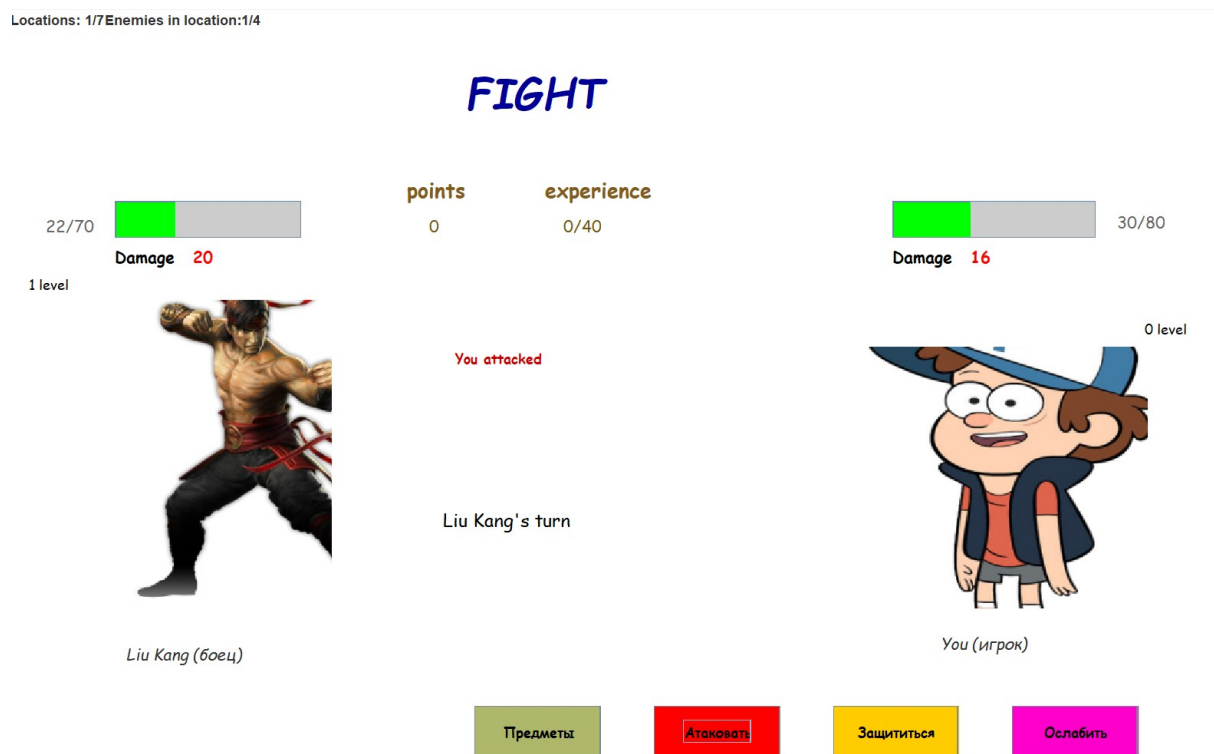 Locations: 1/7Enemies in location:1/4
FIGHT
points experience
22/70 0 0/40 30/80
Damage 20 Damage 16
1 level
0 level
You attacked
Liu Kang's turn
Liu Kang (боец) You (игрок)
Предметы Атаковать Защититься Ослабить